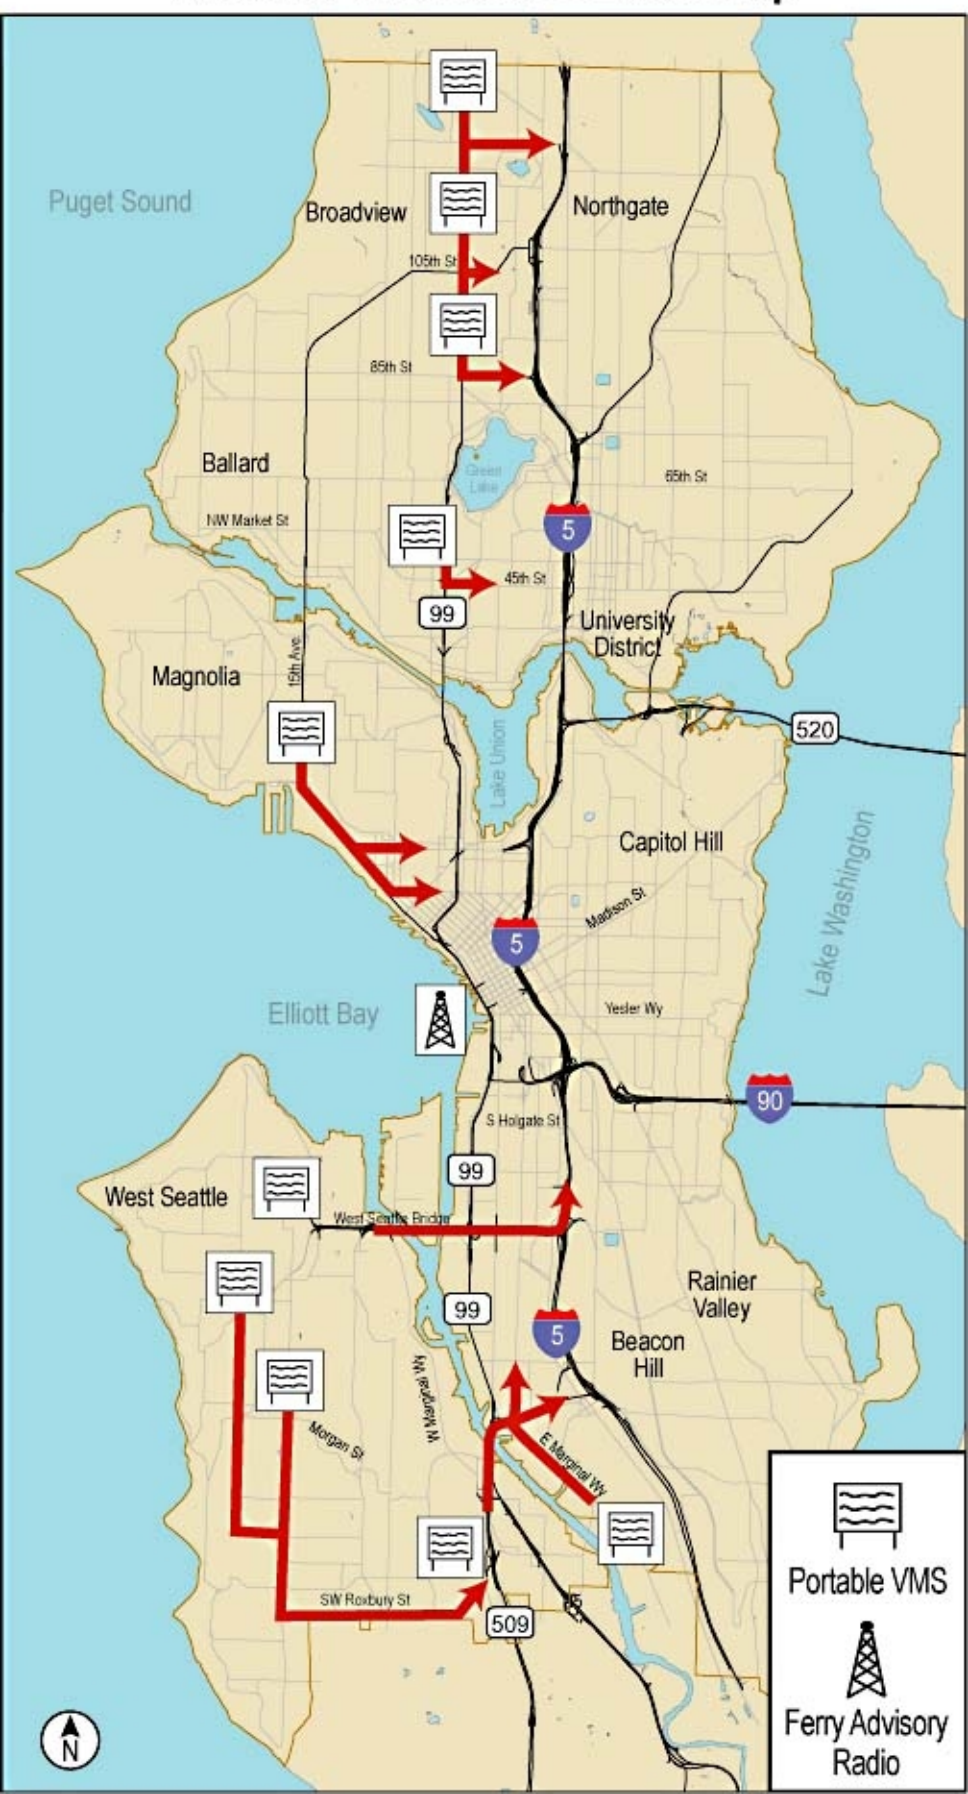 Puget Sound
Broadview
Northgate
105th St
85th St
Ballard
Green
Lake
65th St
NW Market St
5
45th St
99
University
District
Magnolia
15th Ave
520
Lake Union
Capitol Hill
Madison St
Lake Washington
5
Elliott Bay
Yesler Wy
90
S Holgate St
99
West Seattle
West Seattle Bridge
Rainier
Valley
99
5
Beacon
Hill
W Marginal Wy
Morgan St
E Marginal Wy
SW Roxbury St
509
Portable VMS
Ferry Advisory
Radio
N